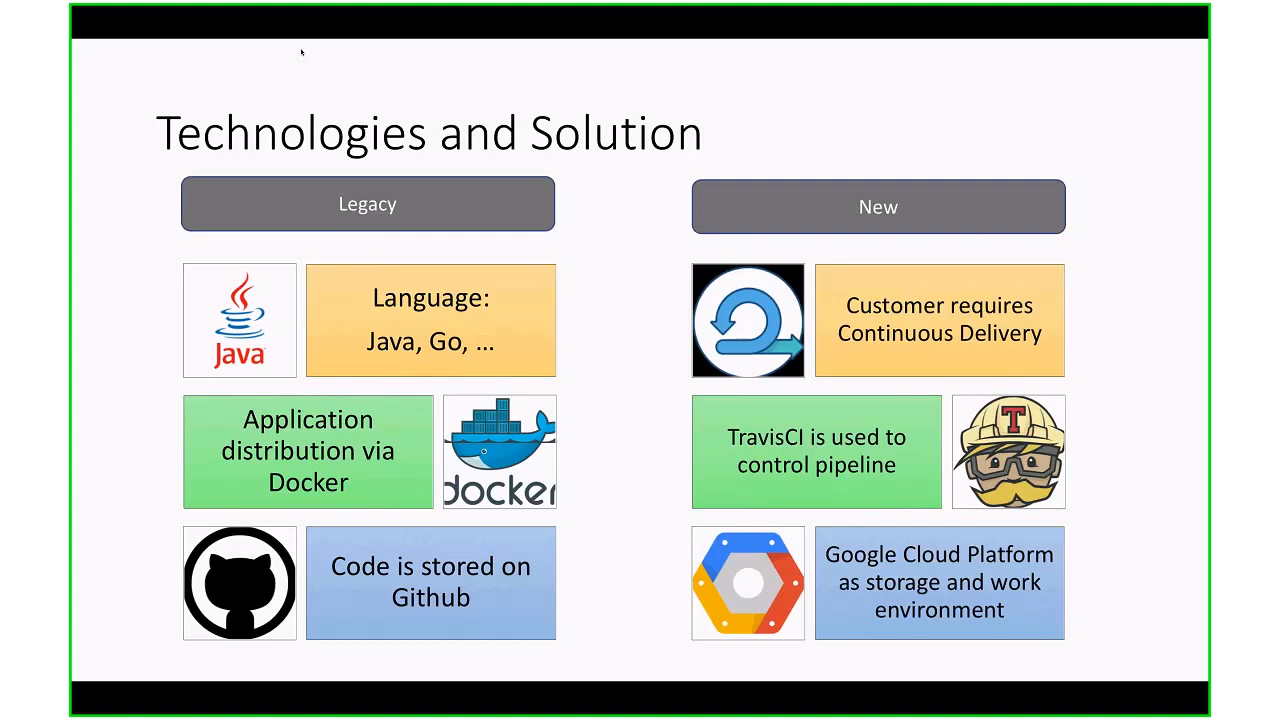 Technologies and Solution
Legacy
Java
Language:
Java, Go, ...
Application
distribution via
Docker
docker
Code is stored on
Github
New
Customer requires
Continuous Delivery
TravisCI is used to
control pipeline
T
Google Cloud Platform
as storage and work
environment